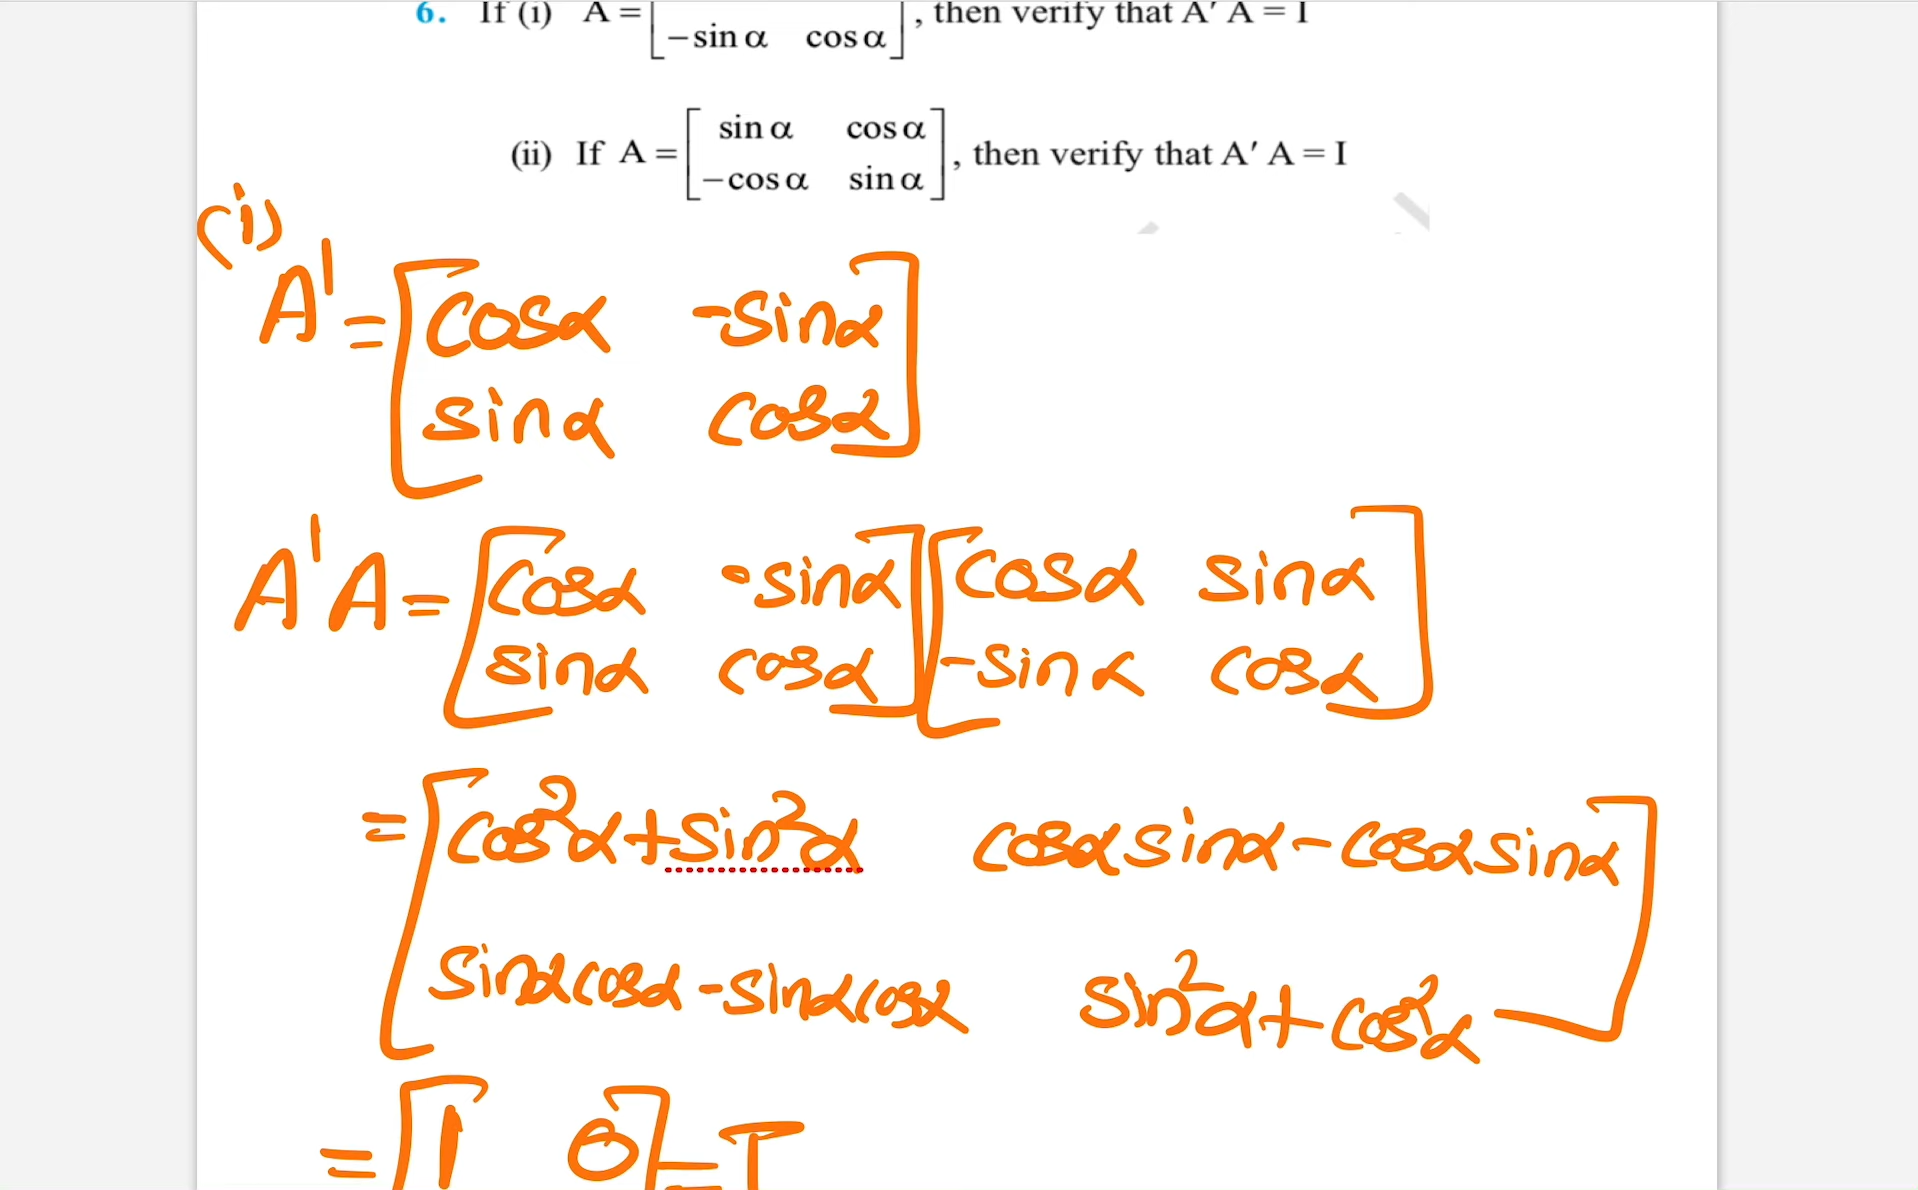 6. If (i) A = [ -sin α cos α ], then verify that A′ A = I
(ii) If A = [ sin α cos α
-cos α sin α ], then verify that A′ A = I
(i)
A' = [ cosα -sinα
sinα cosα ]
A'A = [ cosα -sinα ] [ cosα sinα
sinα cosα ] [ -sinα cosα ]
= [ cos²α+sin²α cosαsinα-cosαsinα
sinαcosα-sinαcosα sin²α+cos²α ]
= [ 1 0 ] = I